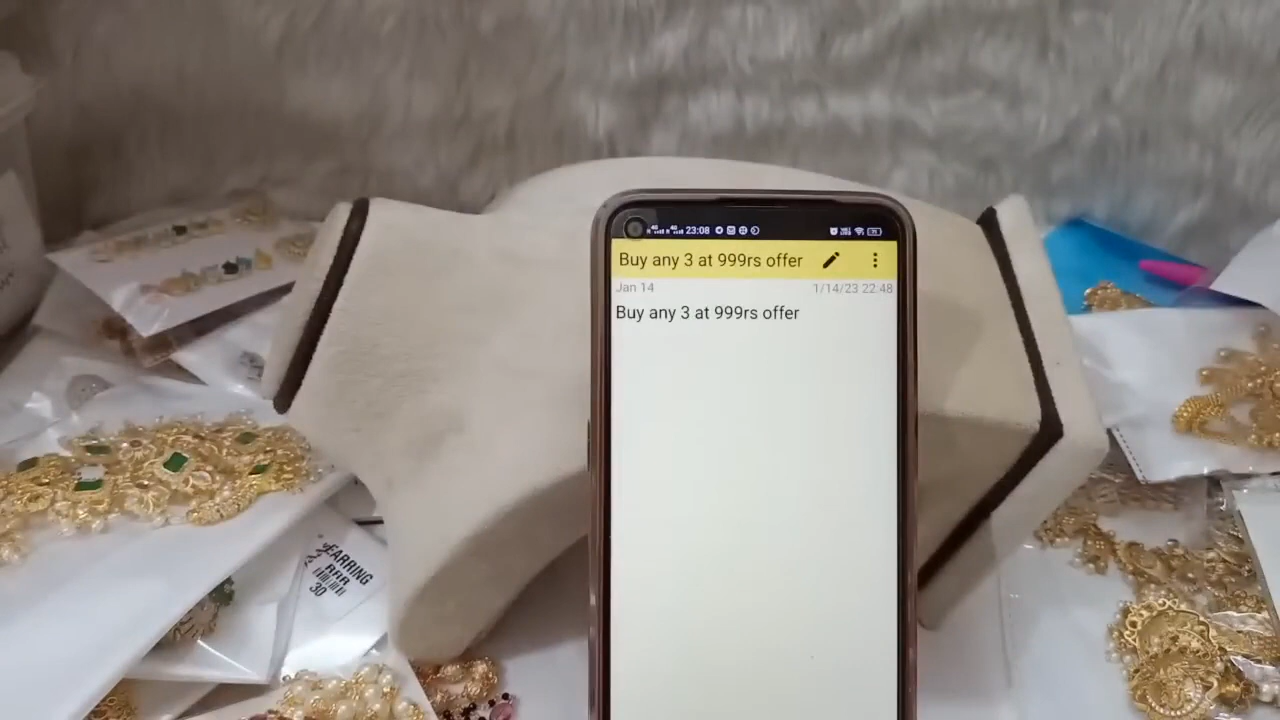 23:08
Buy any 3 at 999rs offer
Jan 14
1/14/23 22:48
Buy any 3 at 999rs offer
EARRING
30